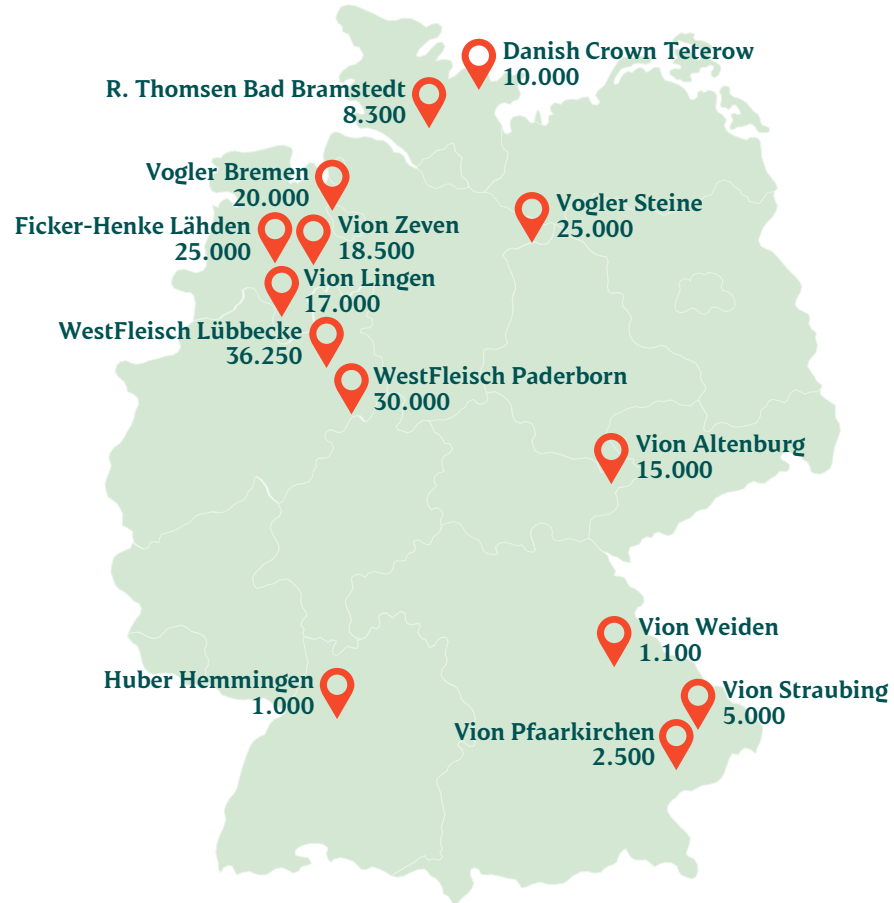 Danish Crown Teterow
10.000
R. Thomsen Bad Bramstedt
8.300
Vogler Bremen
20.000
Vogler Steine
25.000
Ficker-Henke Lähden
25.000
Vion Zeven
18.500
Vion Lingen
17.000
WestFleisch Lübbecke
36.250
WestFleisch Paderborn
30.000
Vion Altenburg
15.000
Vion Weiden
1.100
Huber Hemmingen
1.000
Vion Straubing
5.000
Vion Pfaarkirchen
2.500